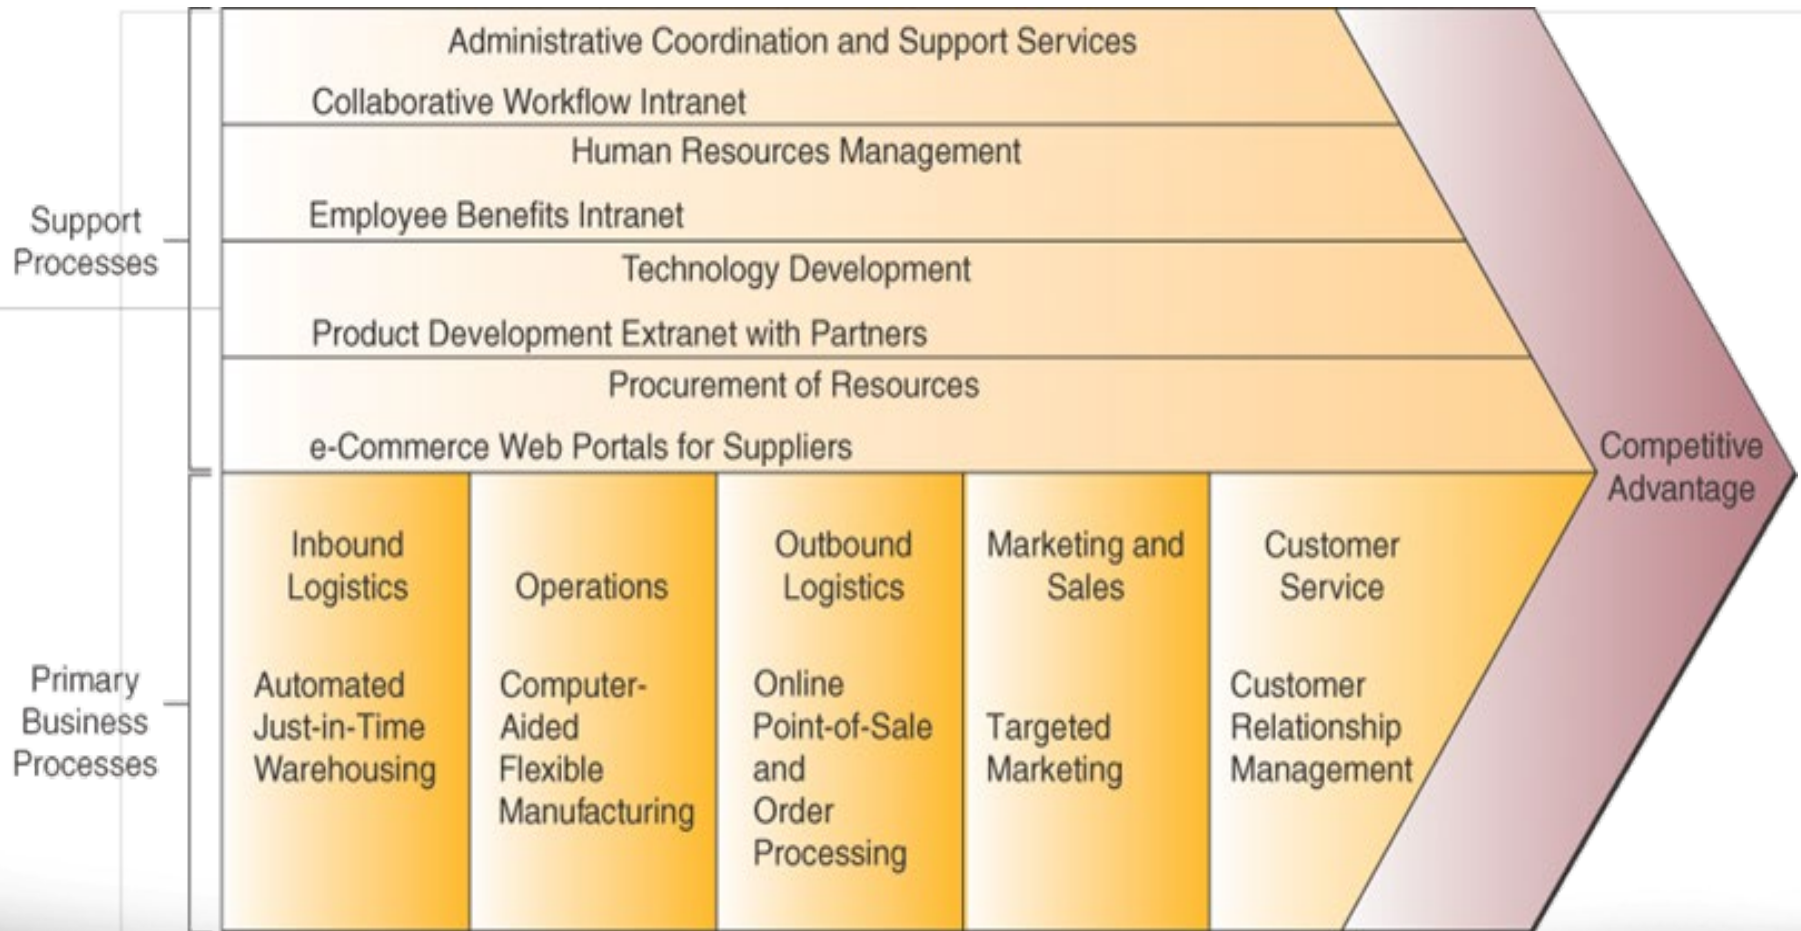 Administrative Coordination and Support Services
Collaborative Workflow Intranet
Human Resources Management
Employee Benefits Intranet
Support
Processes
Technology Development
Product Development Extranet with Partners
Procurement of Resources
e-Commerce Web Portals for Suppliers
Competitive
Advantage
Primary
Business
Processes
Inbound
Logistics
Automated
Just-in-Time
Warehousing
Operations
Computer-
Aided
Flexible
Manufacturing
Outbound
Logistics
Online
Point-of-Sale
and
Order
Processing
Marketing and
Sales
Targeted
Marketing
Customer
Service
Customer
Relationship
Management